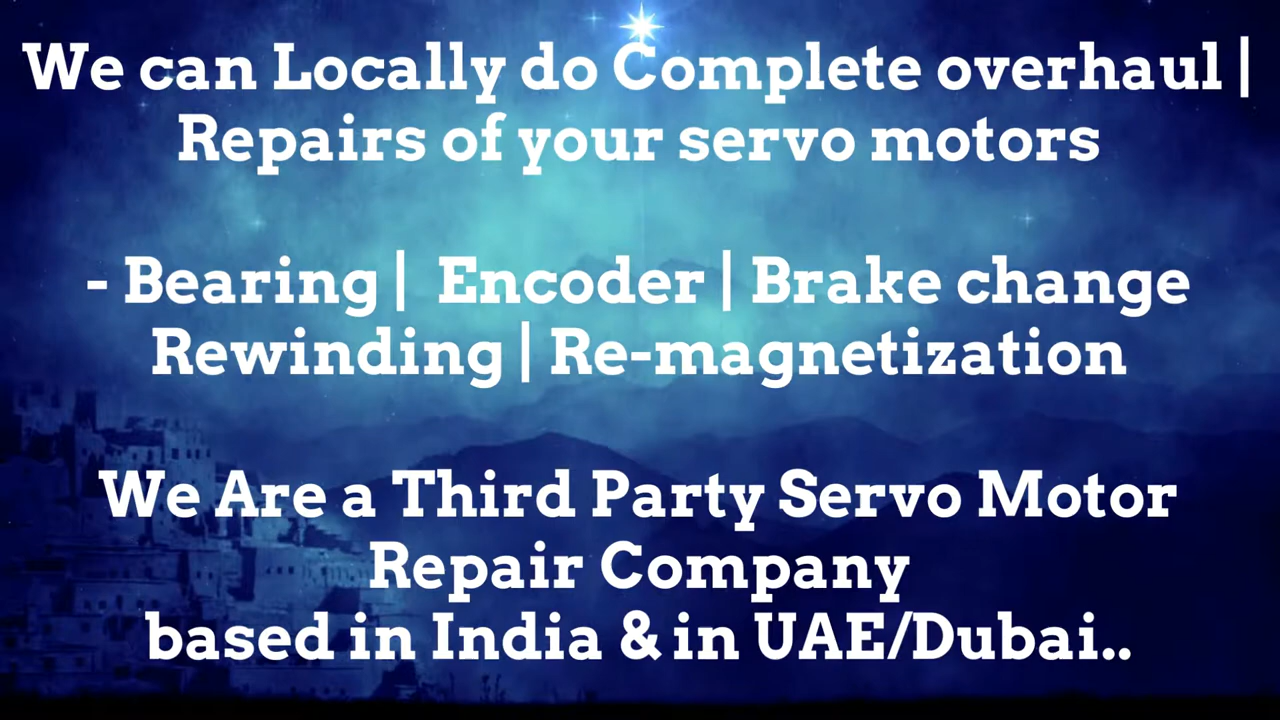 We can Locally do Complete overhaul |
Repairs of your servo motors
- Bearing |  Encoder | Brake change
Rewinding | Re-magnetization
We Are a Third Party Servo Motor
Repair Company
based in India & in UAE/Dubai..